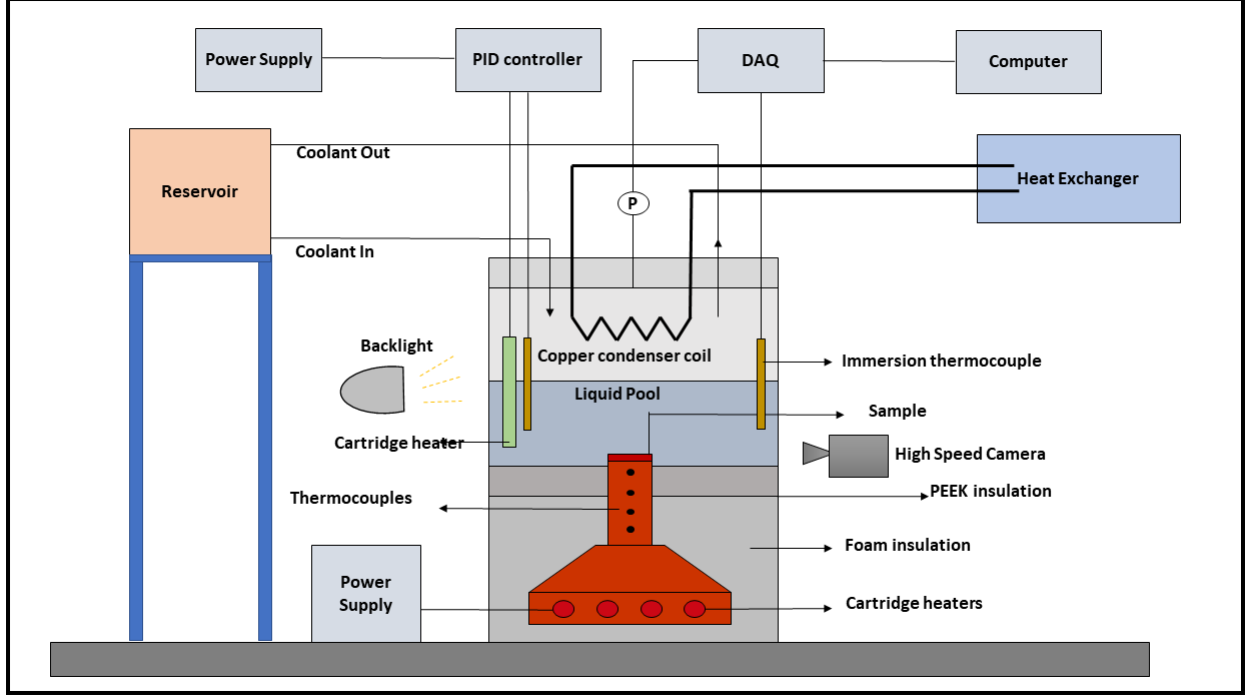 Power Supply
PID controller
DAQ
Computer
Coolant Out
Reservoir
Heat Exchanger
P
Coolant In
Backlight
Copper condenser coil
Immersion thermocouple
Liquid Pool
Sample
Cartridge heater
High Speed Camera
PEEK insulation
Thermocouples
Foam insulation
Power
Supply
Cartridge heaters